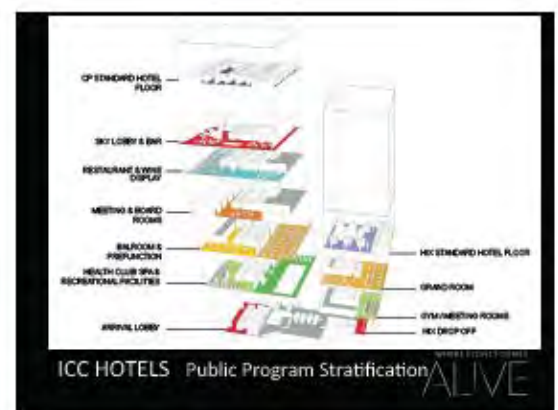 CP STANDARD HOTEL
FLOOR
SKY LOBBY & BAR
RESTAURANT & WINE
DISPLAY
MEETING & BOARD
ROOMS
BALROOM &
PREFUNCTION
HEALTH CLUB SPA &
RECREATIONAL FACILITIES
ARRIVAL LOBBY
HIX STANDARD HOTEL FLOOR
GRAND ROOM
GYM/MEETING ROOMS
HIX DROP OFF
ICC HOTELS Public Program Stratification
ALIVE